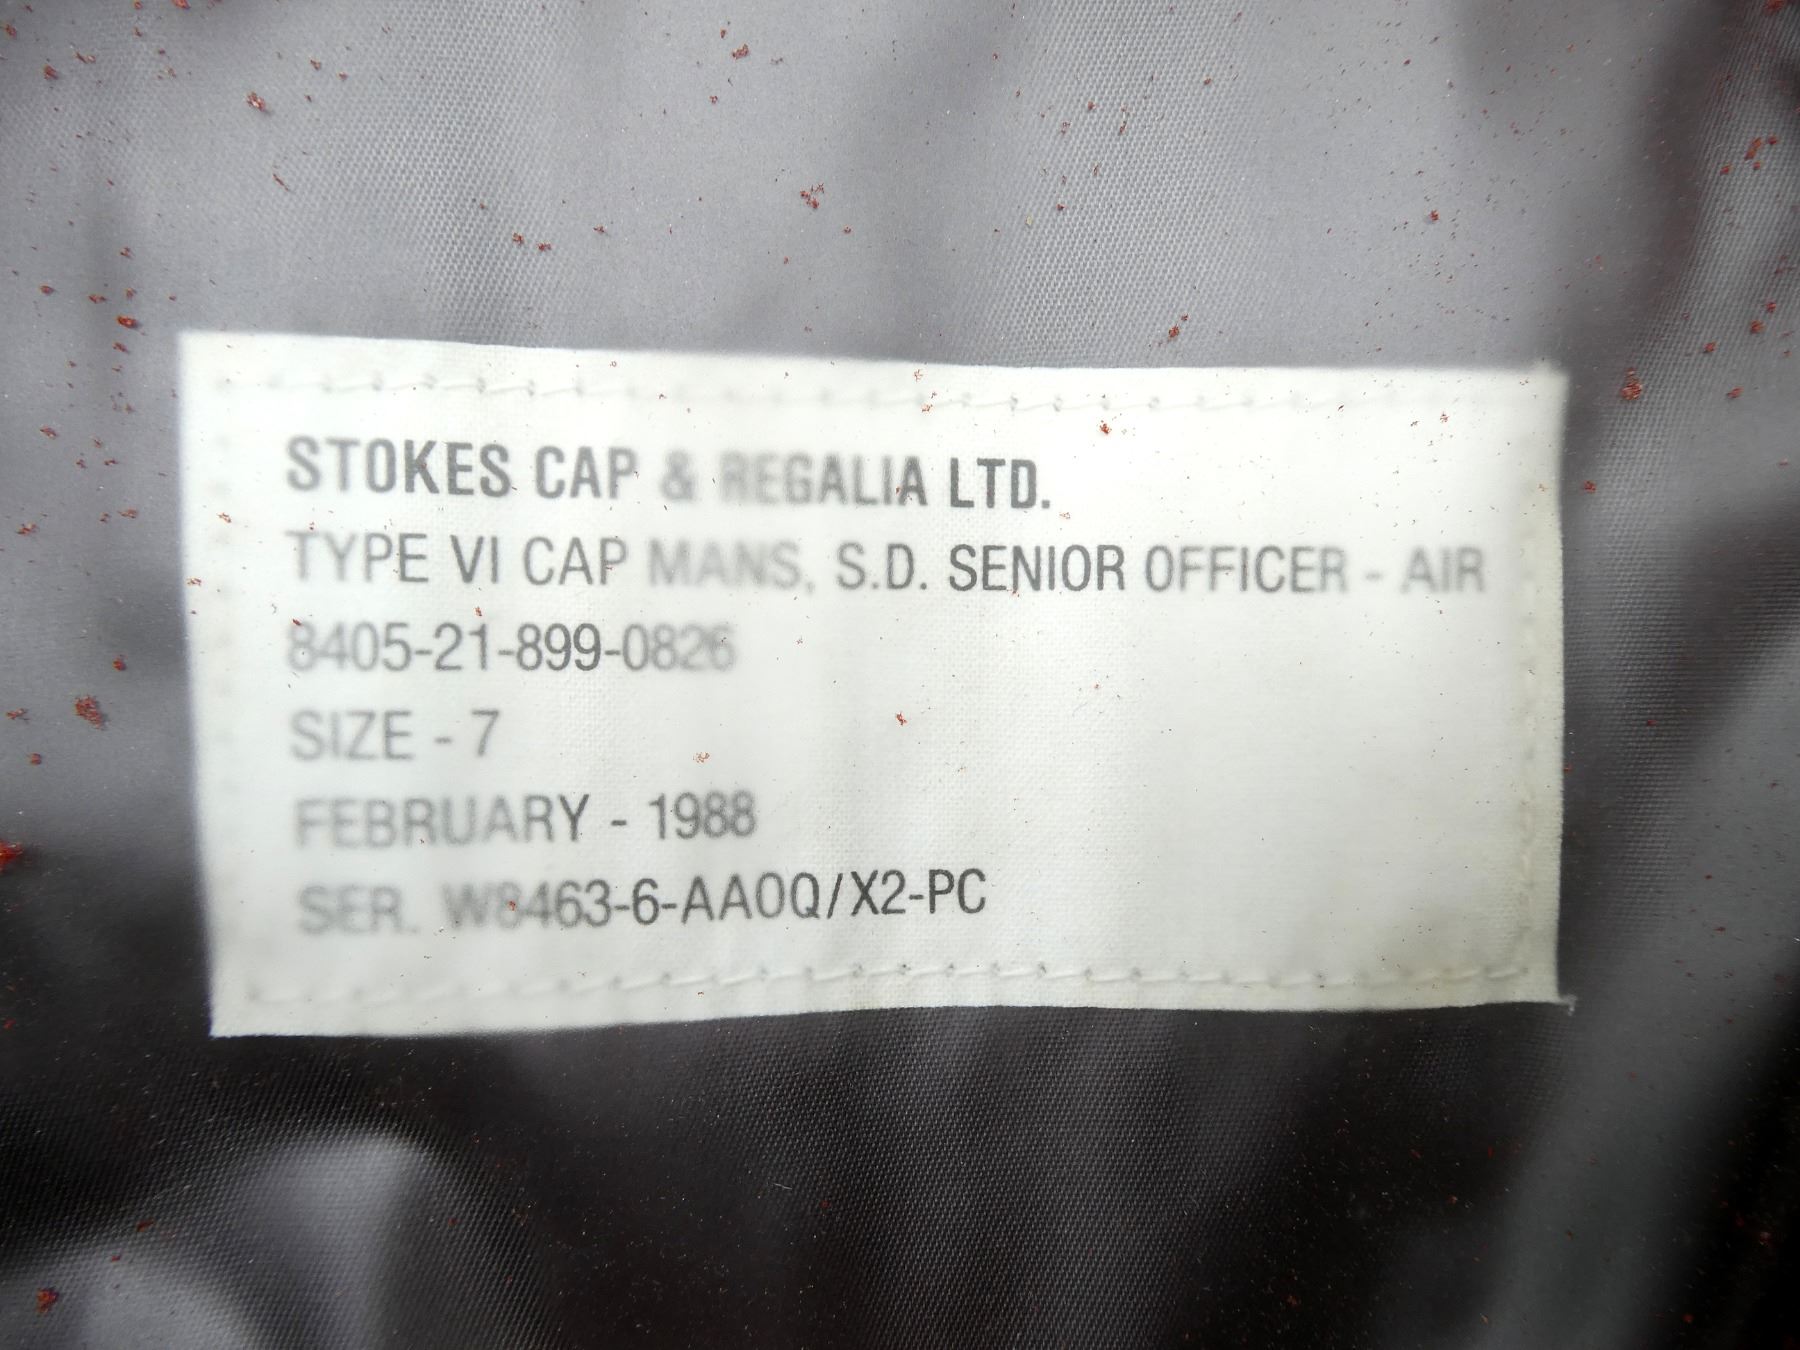 STOKES CAP & REGALIA LTD.
TYPE VI CAP MANS, S.D. SENIOR OFFICER - AIR
8405-21-899-0826
SIZE - 7
FEBRUARY - 1988
SER. W8463-6-AAOQ/X2-PC